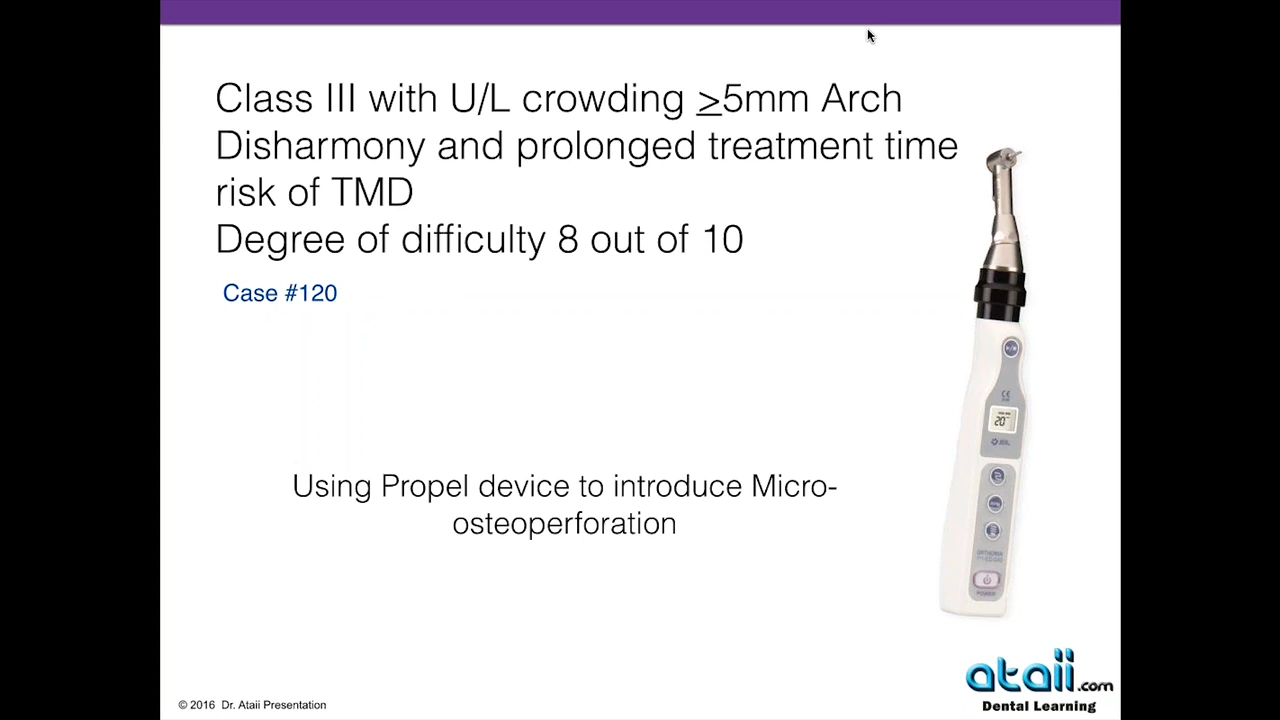 Class III with U/L crowding ≥5mm Arch
Disharmony and prolonged treatment time
risk of TMD
Degree of difficulty 8 out of 10
Case #120
Using Propel device to introduce Micro-
osteoperforation
20
POWER
ataii.com
Dental Learning
© 2016 Dr. Ataii Presentation